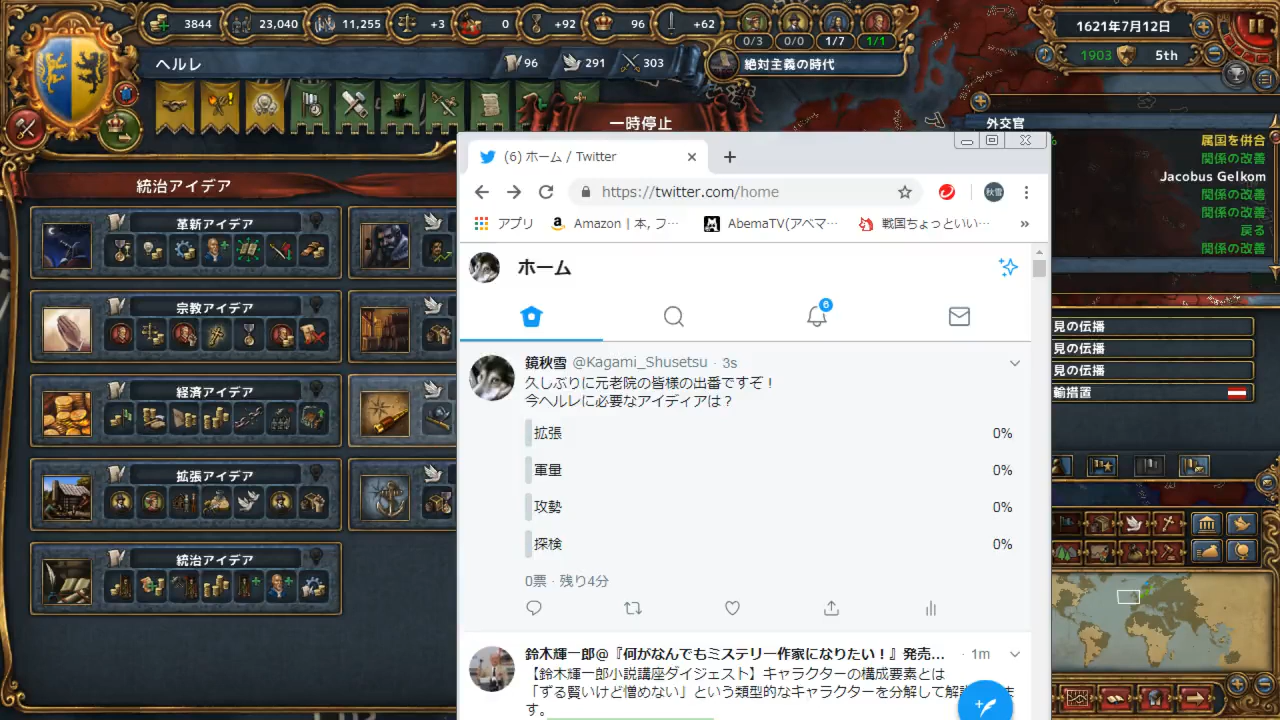 3844
23,040
11,255
+3
0
+92
96
+62
0/3
0/0
1/7
1/1
1621年7月12日
1903
5th
ヘルレ
96
291
303
絶対主義の時代
一時停止
外交官
属国を併合
関係の改善
Jacobus Gelkom
関係の改善
関係の改善
戻る
関係の改善
統治アイデア
革新アイデア
宗教アイデア
経済アイデア
拡張アイデア
統治アイデア
(6) ホーム / Twitter
https://twitter.com/home
秋雪
アプリ
Amazon | 本, フ…
AbemaTV(アベマ…
戦国ちょっといい…
»
ホーム
6
鏡秋雪 @Kagami_Shusetsu · 3s
久しぶりに元老院の皆様の出番ですぞ！
今ヘルレに必要なアイディアは？
拡張 0%
軍量 0%
攻勢 0%
探検 0%
0票 · 残り4分
鈴木輝一郎@『何がなんでもミステリー作家になりたい！』発売… · 1m
【鈴木輝一郎小説講座ダイジェスト】キャラクターの構成要素とは
「ずる賢いけど憎めない」という類型的なキャラクターを分解して解
す。
見の伝播
見の伝播
見の伝播
輸措置